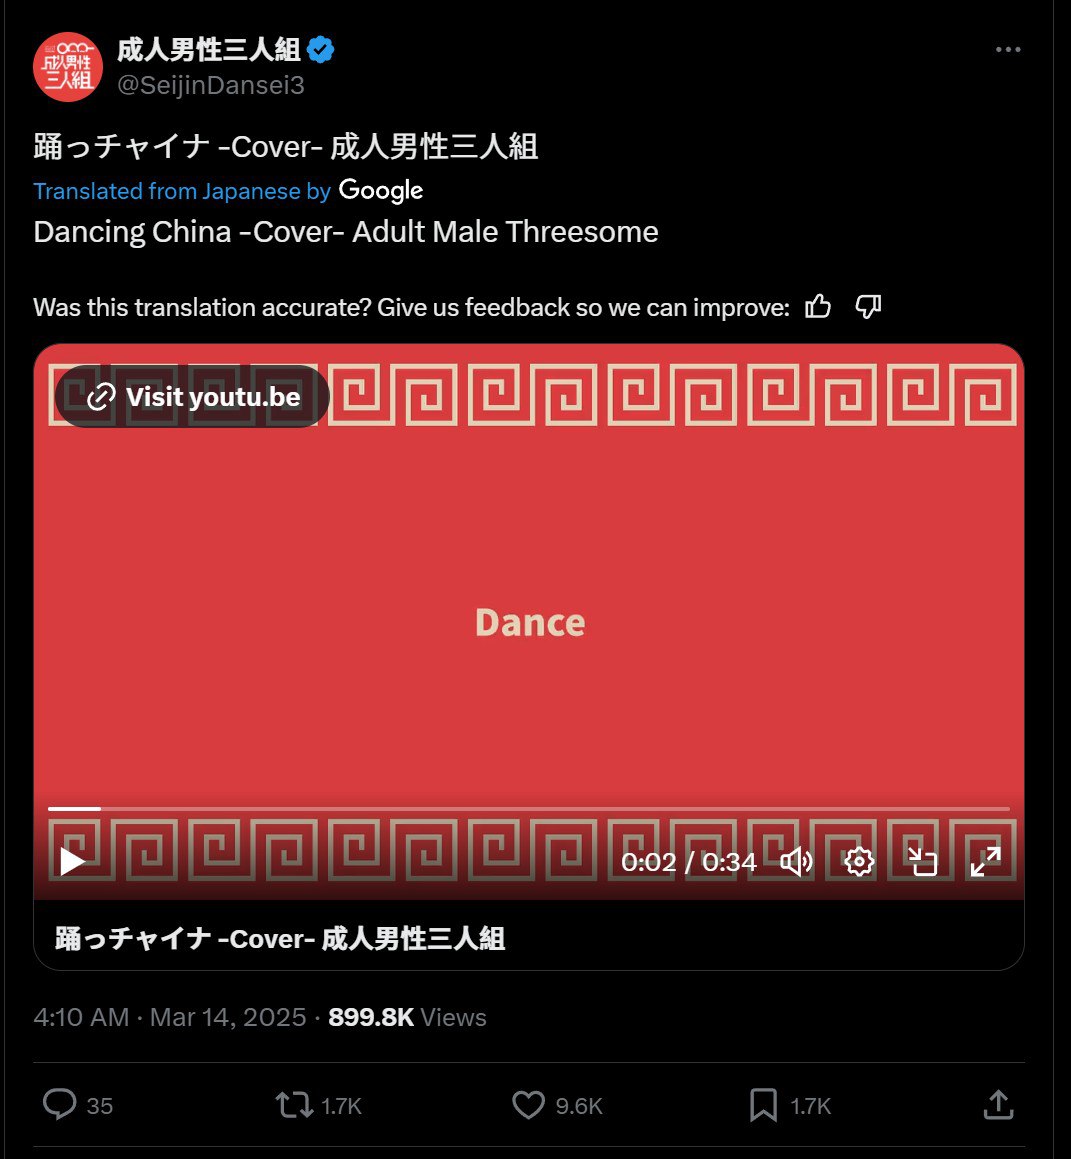 成人男性三人組
成人男性
三人組
@SeijinDansei3
踊っチャイナ -Cover- 成人男性三人組
Translated from Japanese by Google
Dancing China -Cover- Adult Male Threesome
Was this translation accurate? Give us feedback so we can improve:
Visit youtu.be
Dance
0:02 / 0:34
踊っチャイナ -Cover- 成人男性三人組
4:10 AM · Mar 14, 2025 · 899.8K Views
35 1.7K 9.6K 1.7K